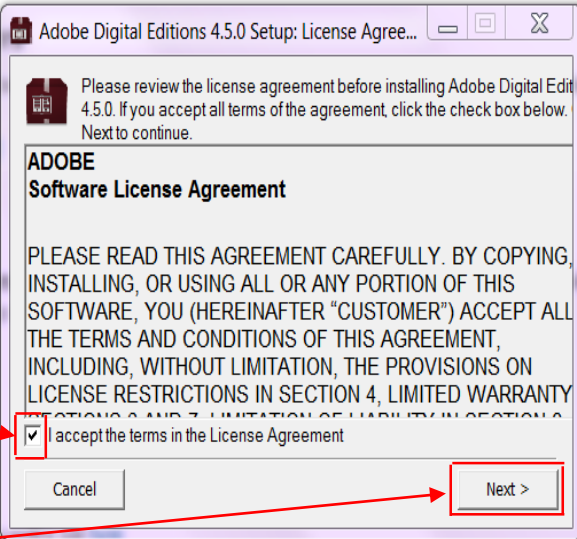 Adobe Digital Editions 4.5.0 Setup: License Agree...
Please review the license agreement before installing Adobe Digital Edit
4.5.0. If you accept all terms of the agreement, click the check box below.
Next to continue.
ADOBE
Software License Agreement
PLEASE READ THIS AGREEMENT CAREFULLY. BY COPYING,
INSTALLING, OR USING ALL OR ANY PORTION OF THIS
SOFTWARE, YOU (HEREINAFTER “CUSTOMER”) ACCEPT ALL
THE TERMS AND CONDITIONS OF THIS AGREEMENT,
INCLUDING, WITHOUT LIMITATION, THE PROVISIONS ON
LICENSE RESTRICTIONS IN SECTION 4, LIMITED WARRANTY
I accept the terms in the License Agreement
Cancel
Next >